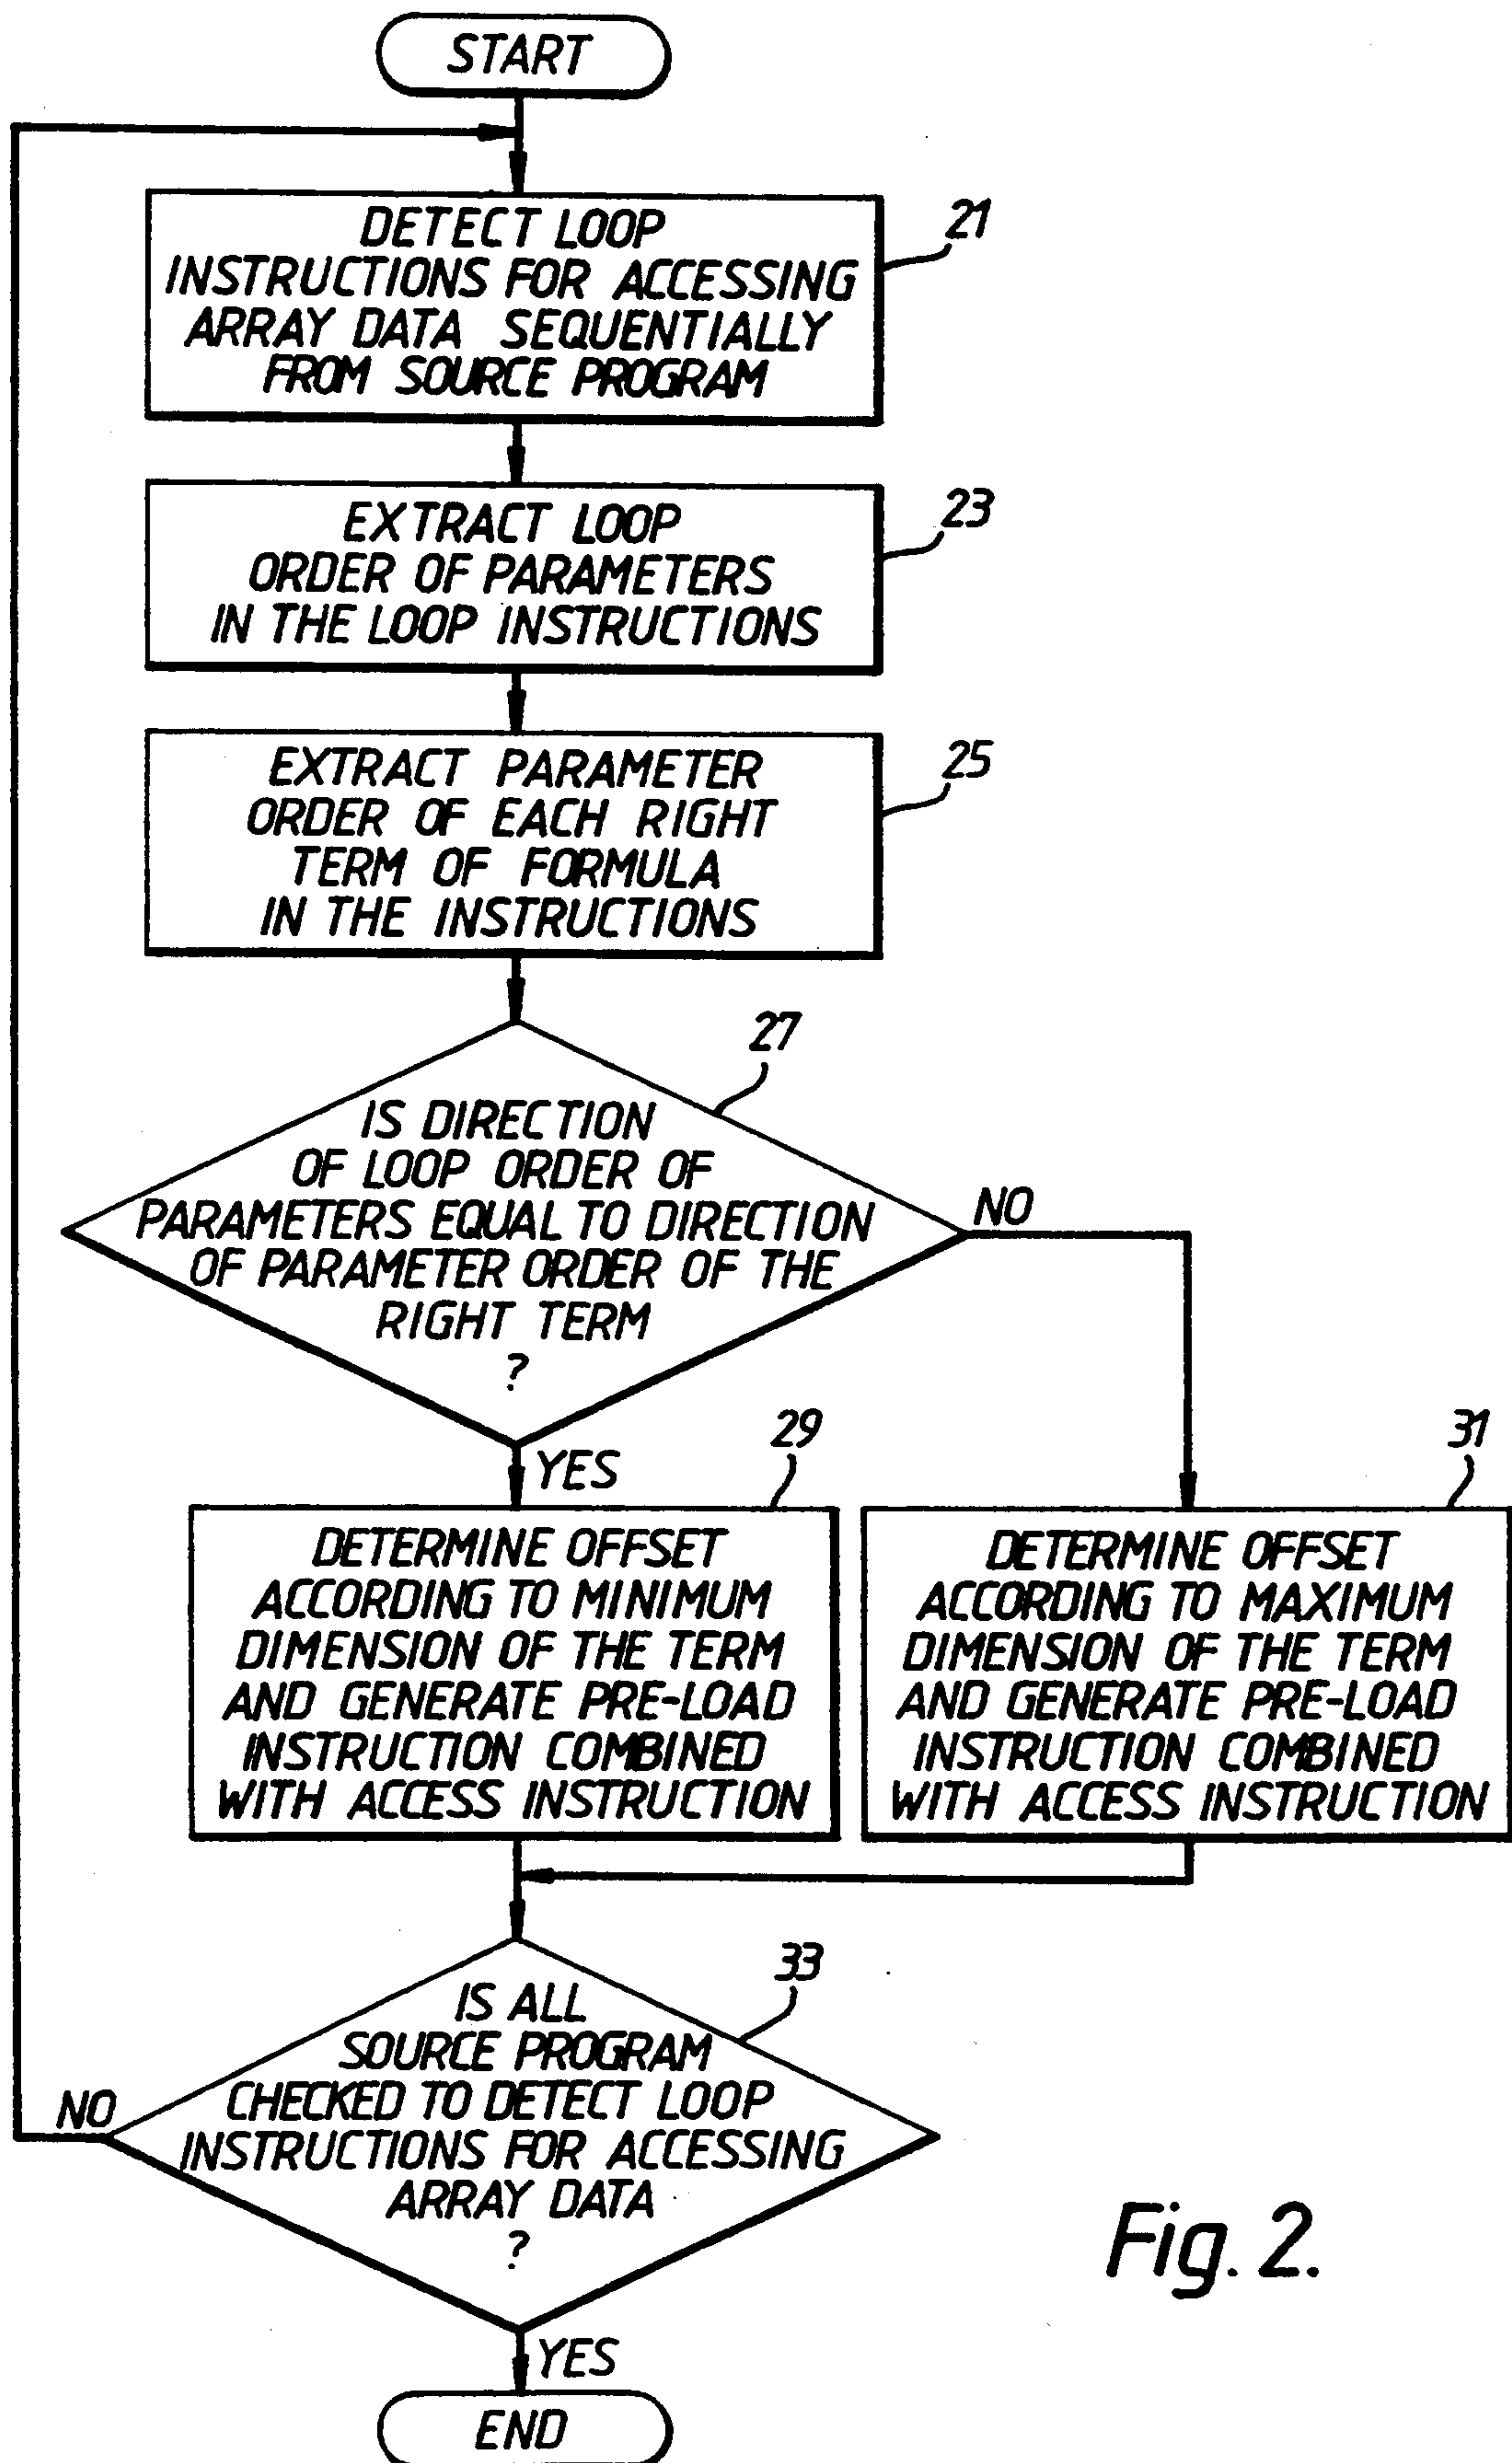 START
DETECT LOOP
INSTRUCTIONS FOR ACCESSING
ARRAY DATA SEQUENTIALLY
FROM SOURCE PROGRAM
21
EXTRACT LOOP
ORDER OF PARAMETERS
IN THE LOOP INSTRUCTIONS
23
EXTRACT PARAMETER
ORDER OF EACH RIGHT
TERM OF FORMULA
IN THE INSTRUCTIONS
25
27
IS DIRECTION
OF LOOP ORDER OF
PARAMETERS EQUAL TO DIRECTION
OF PARAMETER ORDER OF THE
RIGHT TERM
?
NO
YES
29
DETERMINE OFFSET
ACCORDING TO MINIMUM
DIMENSION OF THE TERM
AND GENERATE PRE-LOAD
INSTRUCTION COMBINED
WITH ACCESS INSTRUCTION
31
DETERMINE OFFSET
ACCORDING TO MAXIMUM
DIMENSION OF THE TERM
AND GENERATE PRE-LOAD
INSTRUCTION COMBINED
WITH ACCESS INSTRUCTION
33
IS ALL
SOURCE PROGRAM
CHECKED TO DETECT LOOP
INSTRUCTIONS FOR ACCESSING
ARRAY DATA
?
NO
YES
END
Fig. 2.